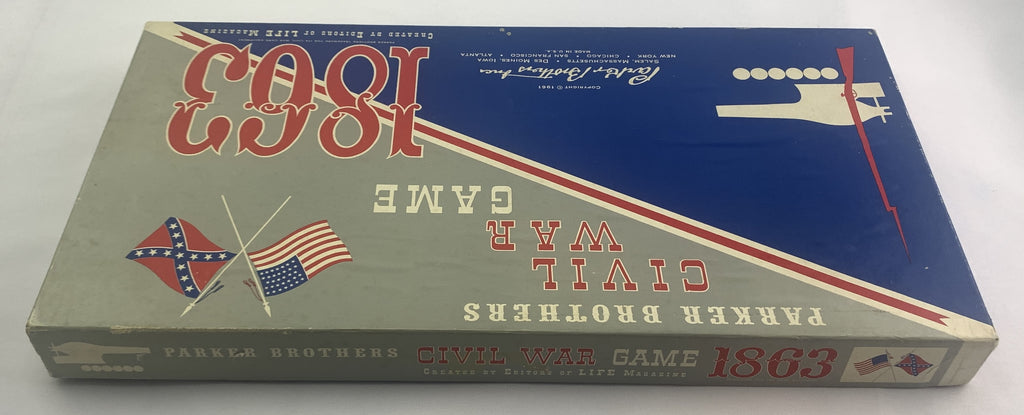 PARKER BROTHERS
CIVIL
WAR
GAME
1863
CREATED BY EDITORS OF LIFE MAGAZINE
COPYRIGHT © 1961
Parker Brothers Inc
SALEM, MASSACHUSETTS • DES MOINES, IOWA
NEW YORK • CHICAGO • SAN FRANCISCO • ATLANTA
MADE IN U.S.A.
PARKER BROTHERS CIVIL WAR GAME 1863
CREATED BY EDITORS OF LIFE MAGAZINE